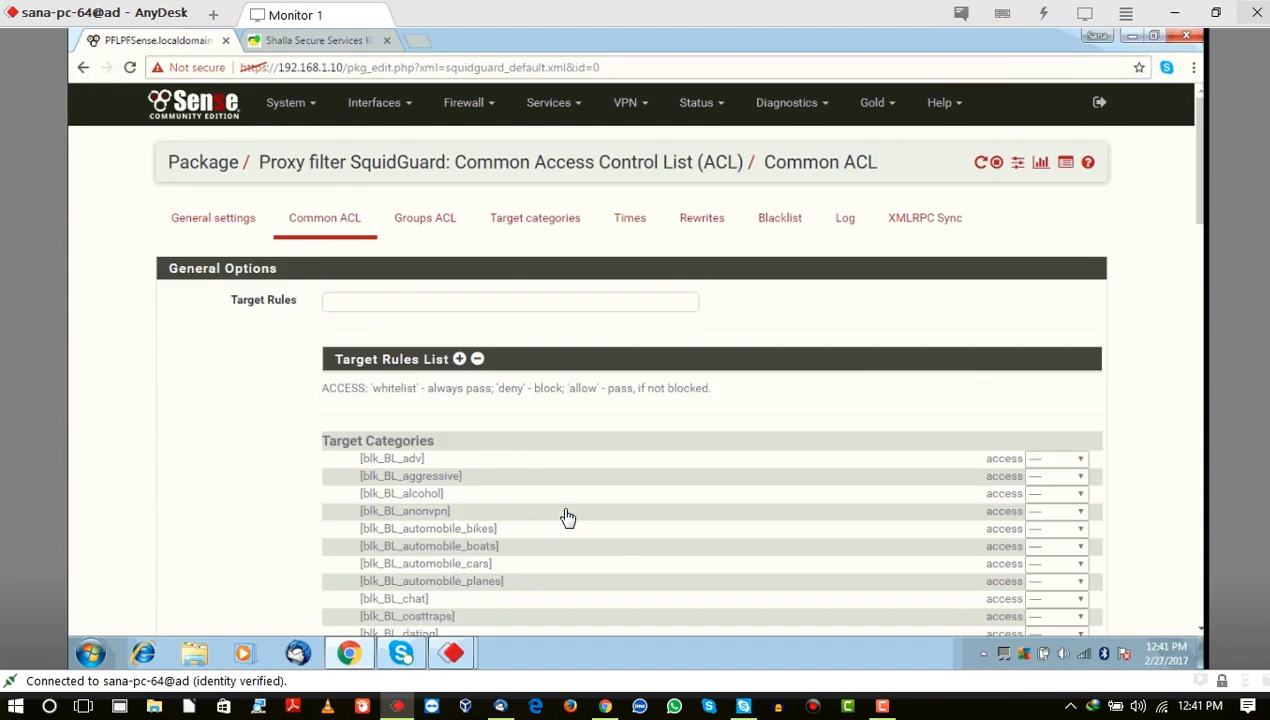 sana-pc-64@ad - AnyDesk
Monitor 1
PFLPFSense.localdomain
Shalla Secure Services K
Sana
Not secure
https://192.168.1.10/pkg_edit.php?xml=squidguard_default.xml&id=0
Sense
COMMUNITY EDITION
System
Interfaces
Firewall
Services
VPN
Status
Diagnostics
Gold
Help
Package / Proxy filter SquidGuard: Common Access Control List (ACL) / Common ACL
General settings
Common ACL
Groups ACL
Target categories
Times
Rewrites
Blacklist
Log
XMLRPC Sync
General Options
Target Rules
Target Rules List
ACCESS: 'whitelist' - always pass; 'deny' - block; 'allow' - pass, if not blocked.
Target Categories
[blk_BL_adv] access ---
[blk_BL_aggressive] access ---
[blk_BL_alcohol] access ---
[blk_BL_anonvpn] access ---
[blk_BL_automobile_bikes] access ---
[blk_BL_automobile_boats] access ---
[blk_BL_automobile_cars] access ---
[blk_BL_automobile_planes] access ---
[blk_BL_chat] access ---
[blk_BL_costtraps] access ---
[blk_BL_dating] access
12:41 PM
2/27/2017
Connected to sana-pc-64@ad (identity verified).
12:41 PM